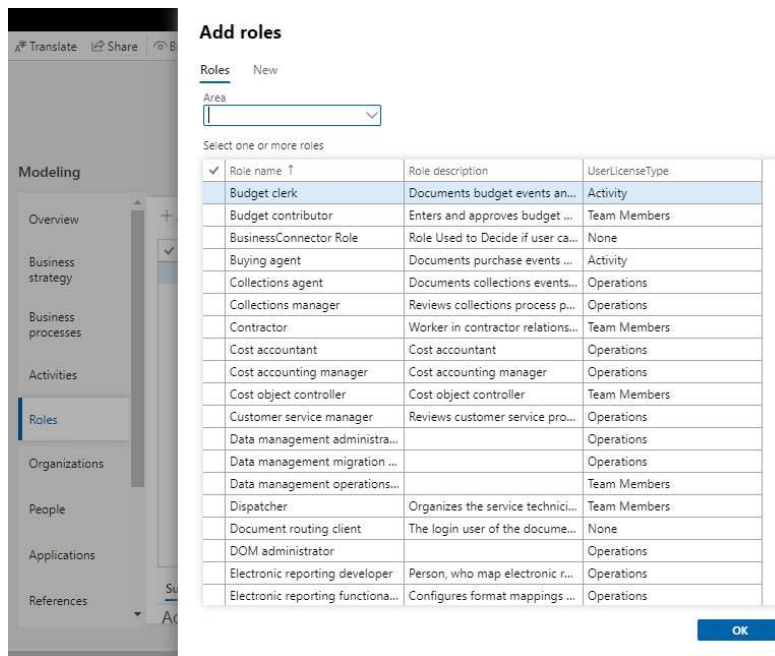 Translate Share B
Add roles
Roles New
Area
Select one or more roles
Role name ↑ Role description UserLicenseType
Budget clerk Documents budget events an... Activity
Budget contributor Enters and approves budget ... Team Members
BusinessConnector Role Role Used to Decide if user ca... None
Buying agent Documents purchase events ... Activity
Collections agent Documents collections events... Operations
Collections manager Reviews collections process p... Operations
Contractor Worker in contractor relations... Team Members
Cost accountant Cost accountant Operations
Cost accounting manager Cost accounting manager Operations
Cost object controller Cost object controller Team Members
Customer service manager Reviews customer service pro... Operations
Data management administra... Operations
Data management migration ... Operations
Data management operations... Team Members
Dispatcher Organizes the service technici... Team Members
Document routing client The login user of the docume... None
DOM administrator Operations
Electronic reporting developer Person, who map electronic r... Operations
Electronic reporting functiona... Configures format mappings ... Operations
OK
Modeling
Overview
Business
strategy
Business
processes
Activities
Roles
Organizations
People
Applications
References
Su
Ac